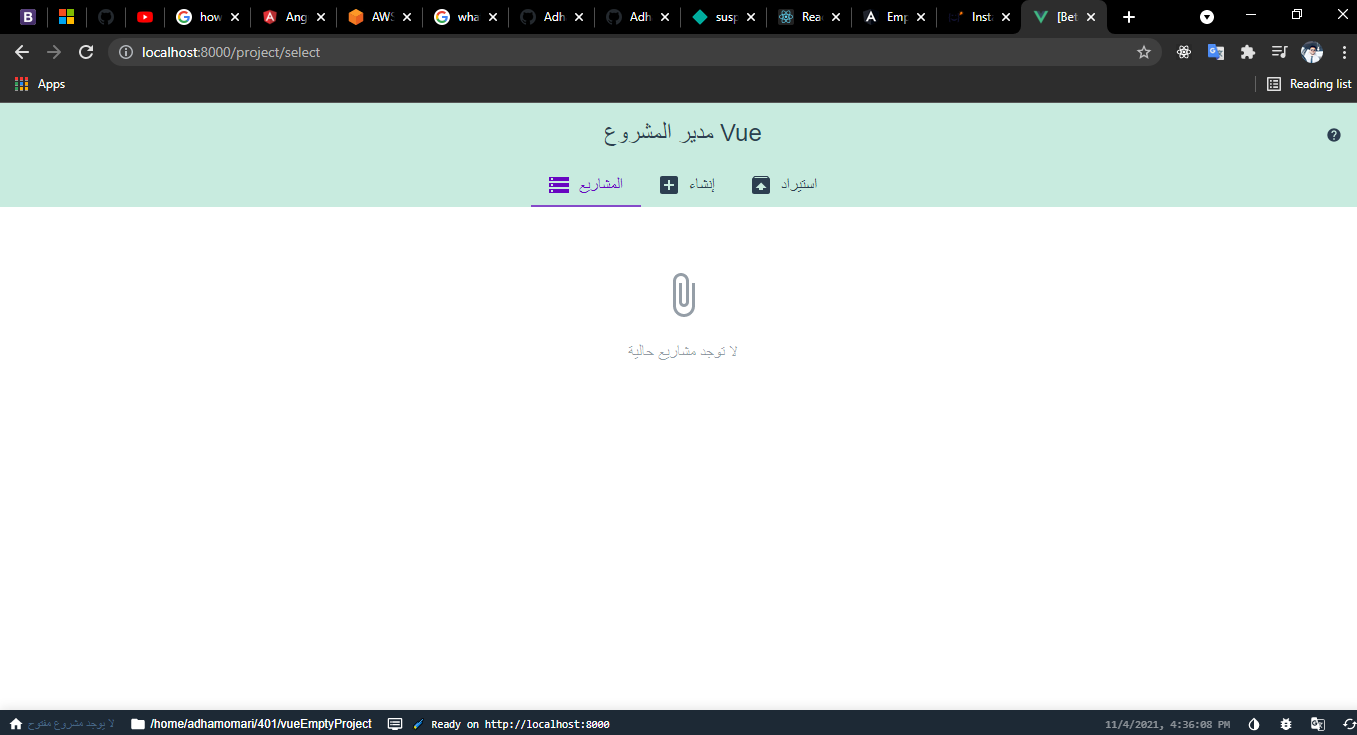 B
how
Ang
AWS
wha
Adh
Adh
susp
Rea
Emp
Inst
[Bet
localhost:8000/project/select
Apps
Reading list
مدير المشروع Vue
المشاريع
إنشاء
استيراد
لا توجد مشاريع حالية
لا يوجد مشروع مفتوح
/home/adhamomari/401/vueEmptyProject
Ready on http://localhost:8000
11/4/2021, 4:36:08 PM